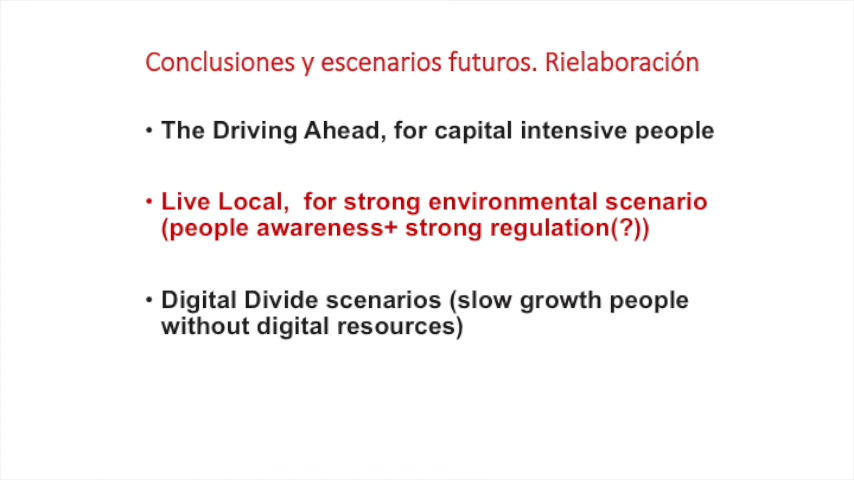 Conclusiones y escenarios futuros. Rielaboración
• The Driving Ahead, for capital intensive people
• Live Local,  for strong environmental scenario
(people awareness+ strong regulation(?))
• Digital Divide scenarios (slow growth people
without digital resources)